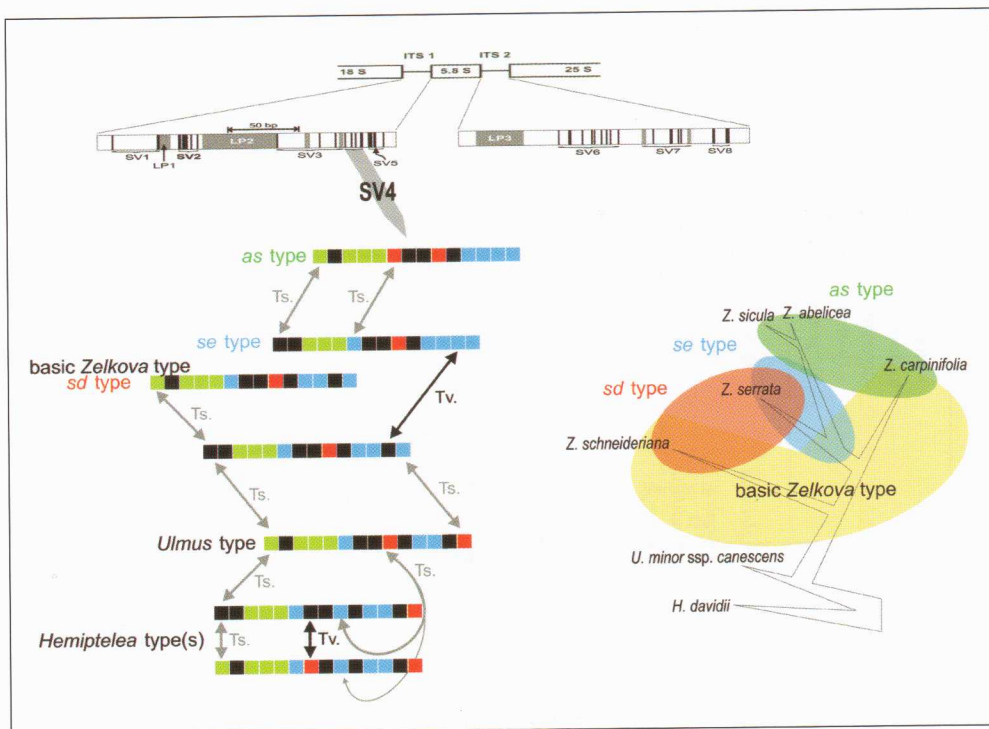 ITS 1 ITS 2
18 S 5.8 S 25 S
50 bp
LP2 LP3
SV1 SV2 SV3 SV5 SV6 SV7 SV8
LP1
SV4
as type
Ts. Ts.
se type
basic Zelkova type
sd type
Tv.
Ts.
Ts. Ts.
Ulmus type
Ts. Ts.
Hemiptelea type(s) Ts. Tv.
as type
Z. sicula Z. abelicea
se type
Z. carpinifolia
sd type
Z. serrata
Z. schneideriana
basic Zelkova type
U. minor ssp. canescens
H. davidii